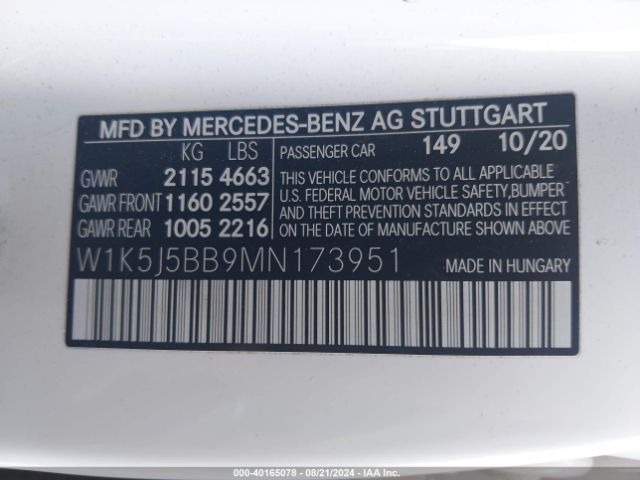 MFD BY MERCEDES-BENZ AG STUTTGART
KG LBS
GVWR 2115 4663
GAWR FRONT 1160 2557
GAWR REAR 1005 2216
PASSENGER CAR 149 10/20
THIS VEHICLE CONFORMS TO ALL APPLICABLE
U.S. FEDERAL MOTOR VEHICLE SAFETY,BUMPER
AND THEFT PREVENTION STANDARDS IN EFFECT
ON THE DATE OF MANUFACTURE SHOWN ABOVE
W1K5J5BB9MN173951
MADE IN HUNGARY
000-40165078 - 08/21/2024 - IAA, Inc.